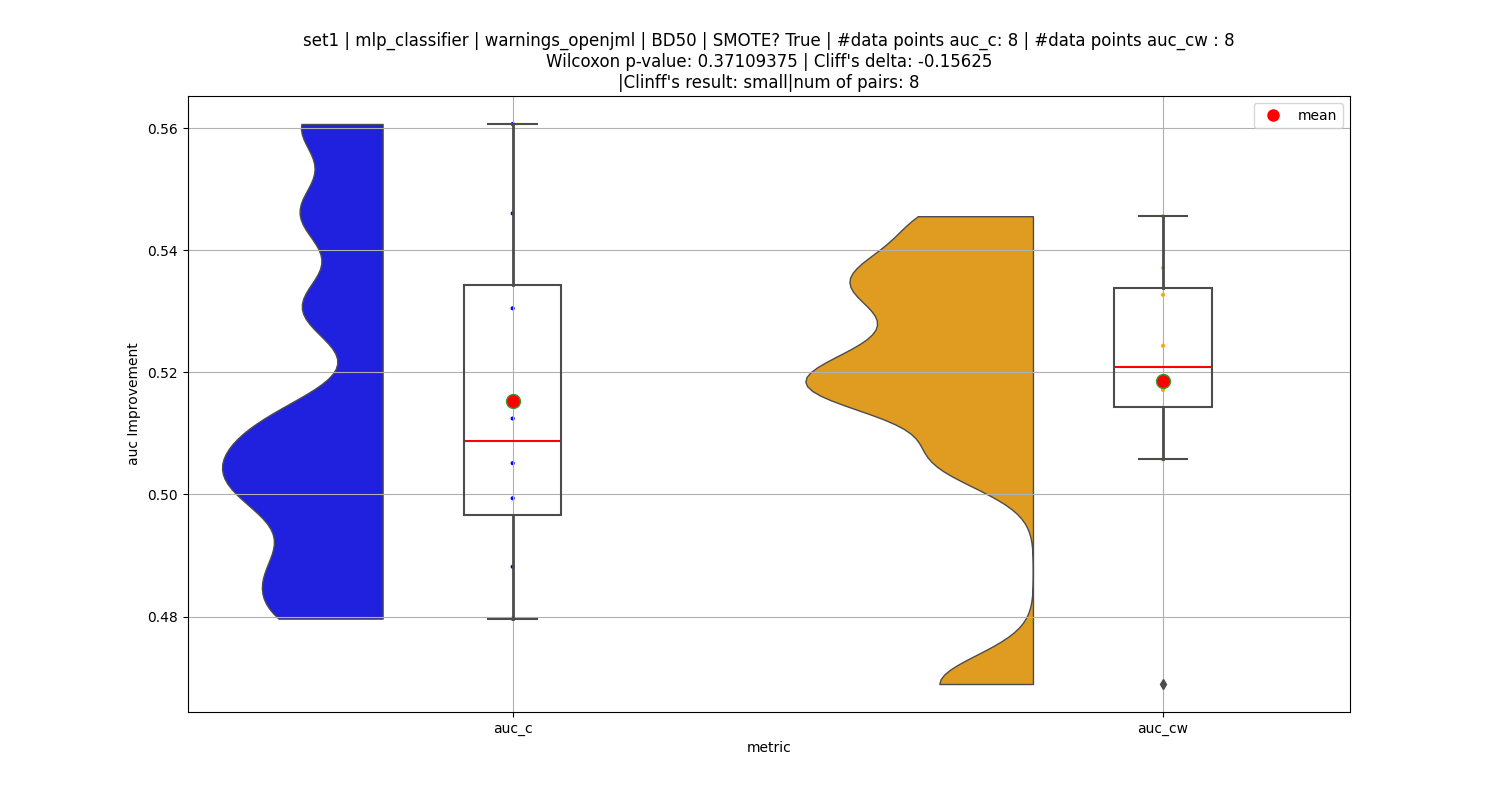 set1 | mlp_classifier | warnings_openjml | BD50 | SMOTE? True | #data points auc_c: 8 | #data points auc_cw : 8
Wilcoxon p-value: 0.37109375 | Cliff's delta: -0.15625
|Clinff's result: small|num of pairs: 8
mean
0.56
0.54
0.52
0.50
0.48
auc Improvement
auc_c
auc_cw
metric